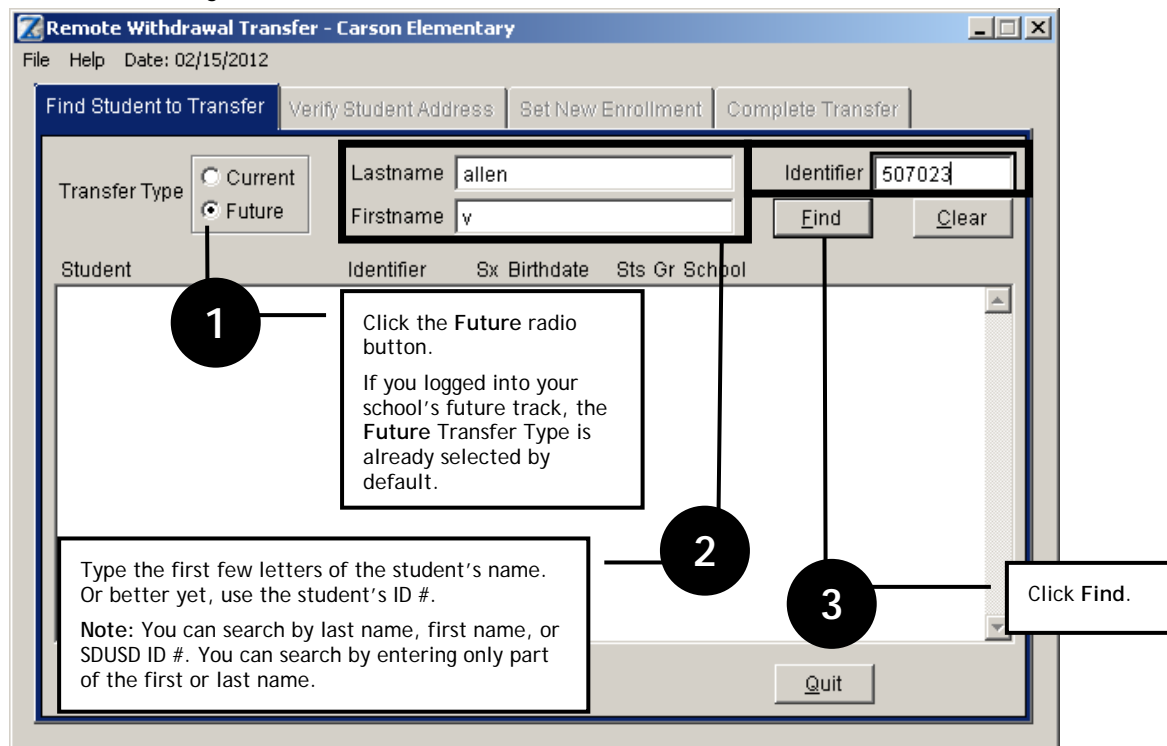 Remote Withdrawal Transfer - Carson Elementary
File Help Date: 02/15/2012
Find Student to Transfer Verify Student Address Set New Enrollment Complete Transfer
Transfer Type Current Lastname allen Identifier 507023
Future Firstname v Find Clear
Student Identifier Sx Birthdate Sts Gr School
1
Click the Future radio
button.
If you logged into your
school's future track, the
Future Transfer Type is
already selected by
default.
2
Type the first few letters of the student's name.
Or better yet, use the student's ID #.
Note: You can search by last name, first name, or
SDUSD ID #. You can search by entering only part
of the first or last name.
3
Click Find.
Quit